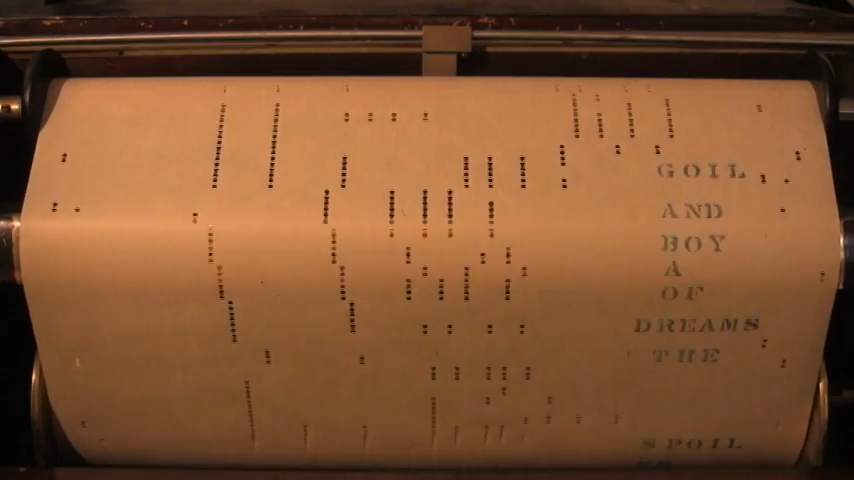 GOIL
AND
BOY
A
OF
DREAMS
THE
SPOIL